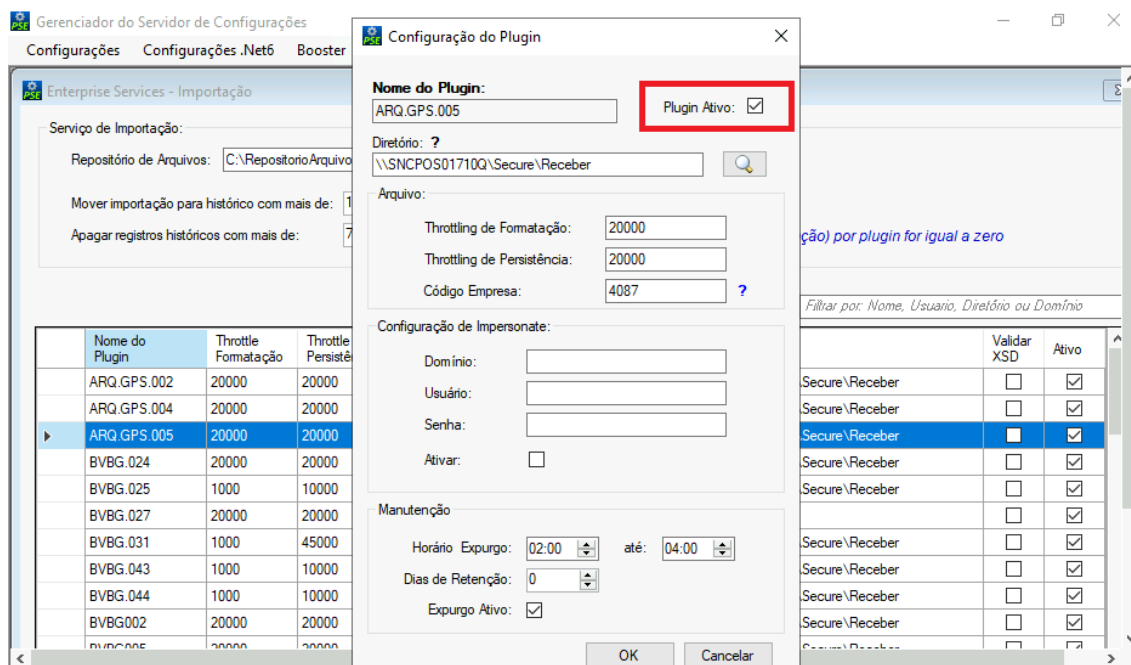 Gerenciador do Servidor de Configurações
Configurações Configurações .Net6 Booster
Enterprise Services - Importação
Serviço de Importação:
Repositório de Arquivos: C:\RepositorioArquivo
Mover importação para histórico com mais de: 1
Apagar registros históricos com mais de: 7
ção) por plugin for igual a zero
Filtrar por: Nome, Usuario, Diretório ou Domínio
Nome do Plugin Throttle Formatação Throttle Persistê Validar XSD Ativo
ARQ.GPS.002 20000 20000 .Secure\Receber
ARQ.GPS.004 20000 20000 .Secure\Receber
ARQ.GPS.005 20000 20000 .Secure\Receber
BVBG.024 20000 20000 .Secure\Receber
BVBG.025 1000 10000 .Secure\Receber
BVBG.027 20000 20000
BVBG.031 1000 45000 .Secure\Receber
BVBG.043 1000 10000 .Secure\Receber
BVBG.044 1000 10000 .Secure\Receber
BVBG002 20000 20000 .Secure\Receber
Configuração do Plugin
Nome do Plugin:
ARQ.GPS.005 Plugin Ativo:
Diretório: ?
\\SNCPOS01710Q\Secure\Receber
Arquivo:
Throttling de Formatação: 20000
Throttling de Persistência: 20000
Código Empresa: 4087 ?
Configuração de Impersonate:
Domínio:
Usuário:
Senha:
Ativar:
Manutenção
Horário Expurgo: 02:00 até: 04:00
Dias de Retenção: 0
Expurgo Ativo:
OK Cancelar